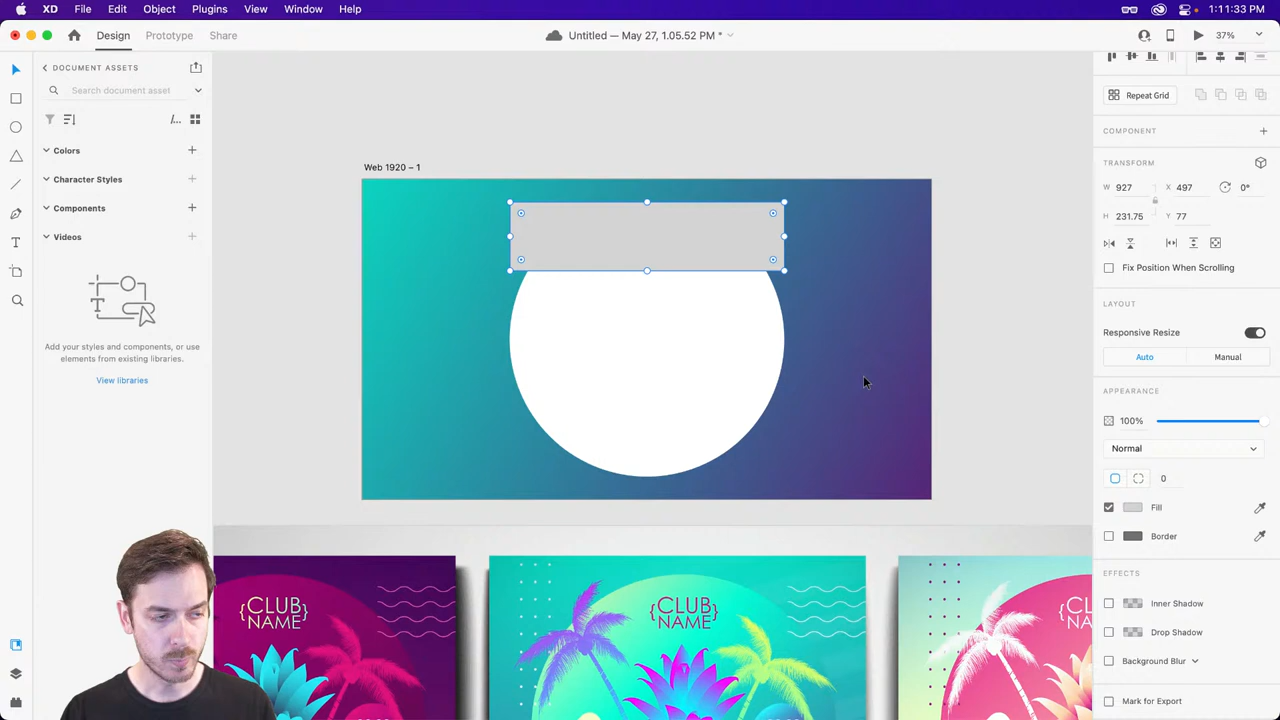 XD File Edit Object Plugins View Window Help 1:11:33 PM
Design Prototype Share Untitled — May 27, 1.05.52 PM * 37%
DOCUMENT ASSETS
Search document asset
Colors
Character Styles
Components
Videos
Add your styles and components, or use
elements from existing libraries.
View libraries
Web 1920 – 1
{CLUB
NAME}
{CLUB
NAME}
Repeat Grid
COMPONENT
TRANSFORM
W 927 X 497 0°
H 231.75 Y 77
Fix Position When Scrolling
LAYOUT
Responsive Resize
Auto Manual
APPEARANCE
100%
Normal
0
Fill
Border
EFFECTS
Inner Shadow
Drop Shadow
Background Blur
Mark for Export